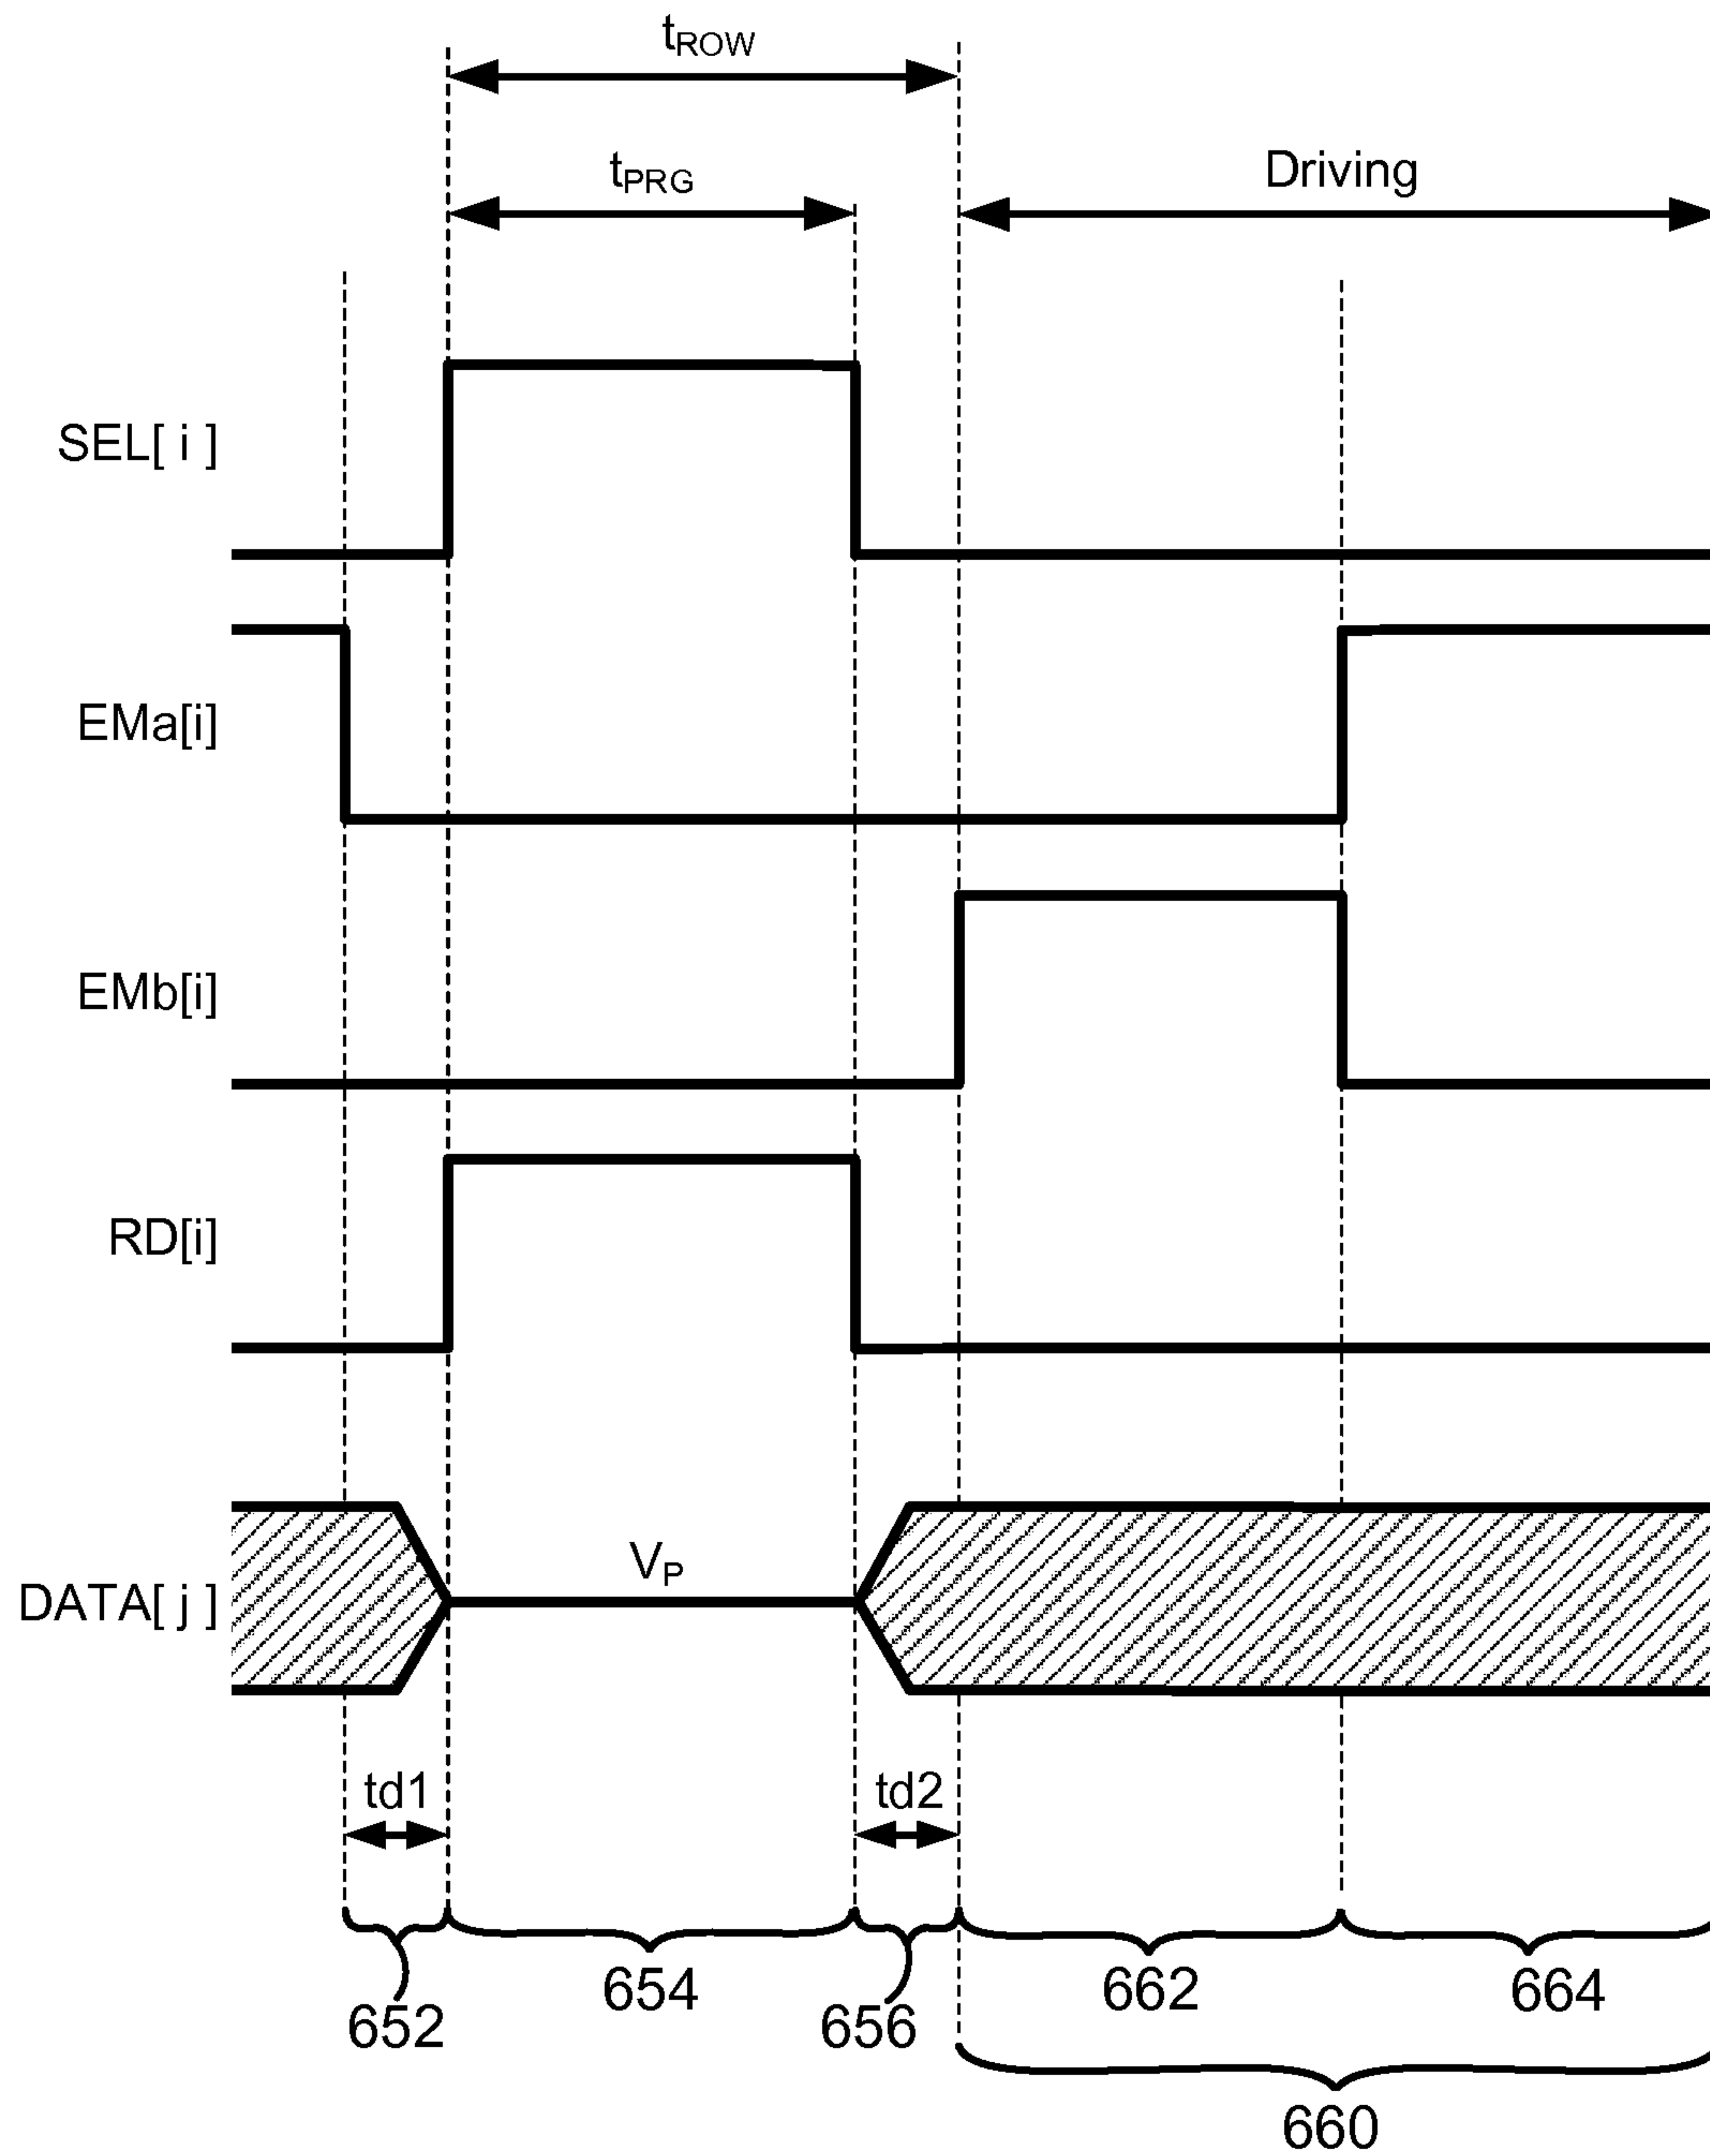 tROW
tPRG
Driving
SEL[ i ]
EMa[i]
EMb[i]
RD[i]
VP
DATA[ j ]
td1
td2
652
654
656
662
664
660